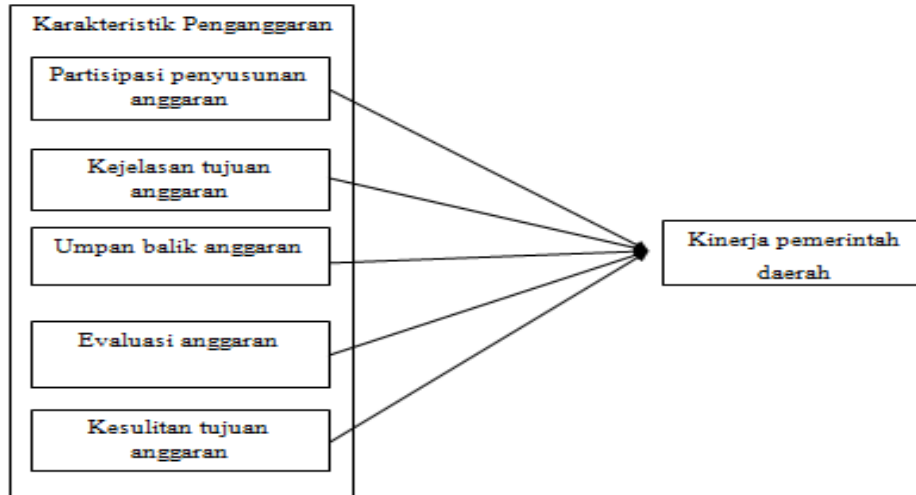 Karakteristik Penganggaran
Partisipasi penyusunan
anggaran
Kejelasan tujuan
anggaran
Umpan balik anggaran
Evaluasi anggaran
Kesulitan tujuan
anggaran
Kinerja pemerintah
daerah